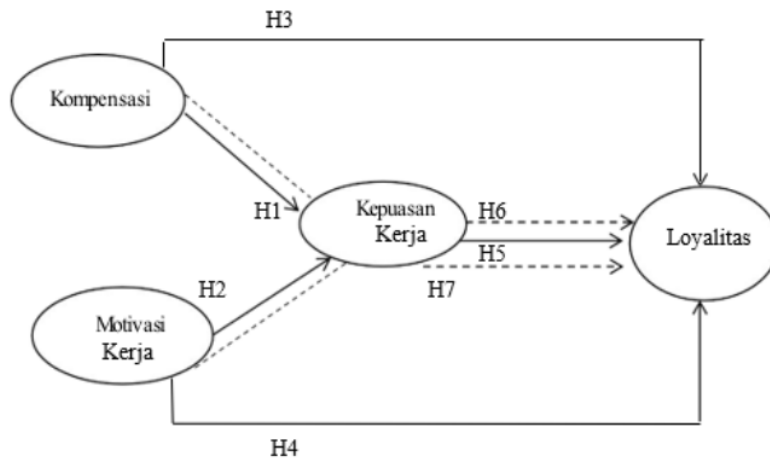 H3
Kompensasi
H1
Kepuasan
Kerja
H6
H5
H7
Loyalitas
H2
Motivasi
Kerja
H4